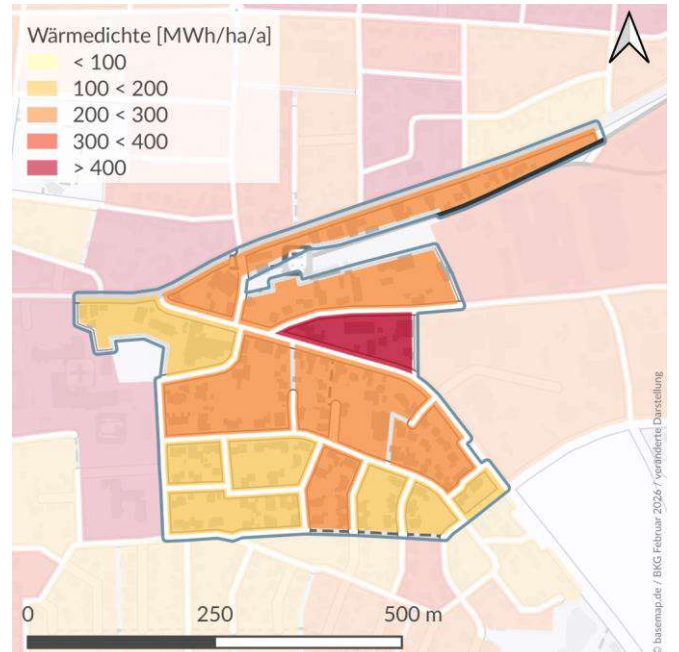 Wärmedichte [MWh/ha/a]
< 100
100 < 200
200 < 300
300 < 400
> 400
© basemap.de / BKG Februar 2026 / veränderte Darstellung
0 250 500 m